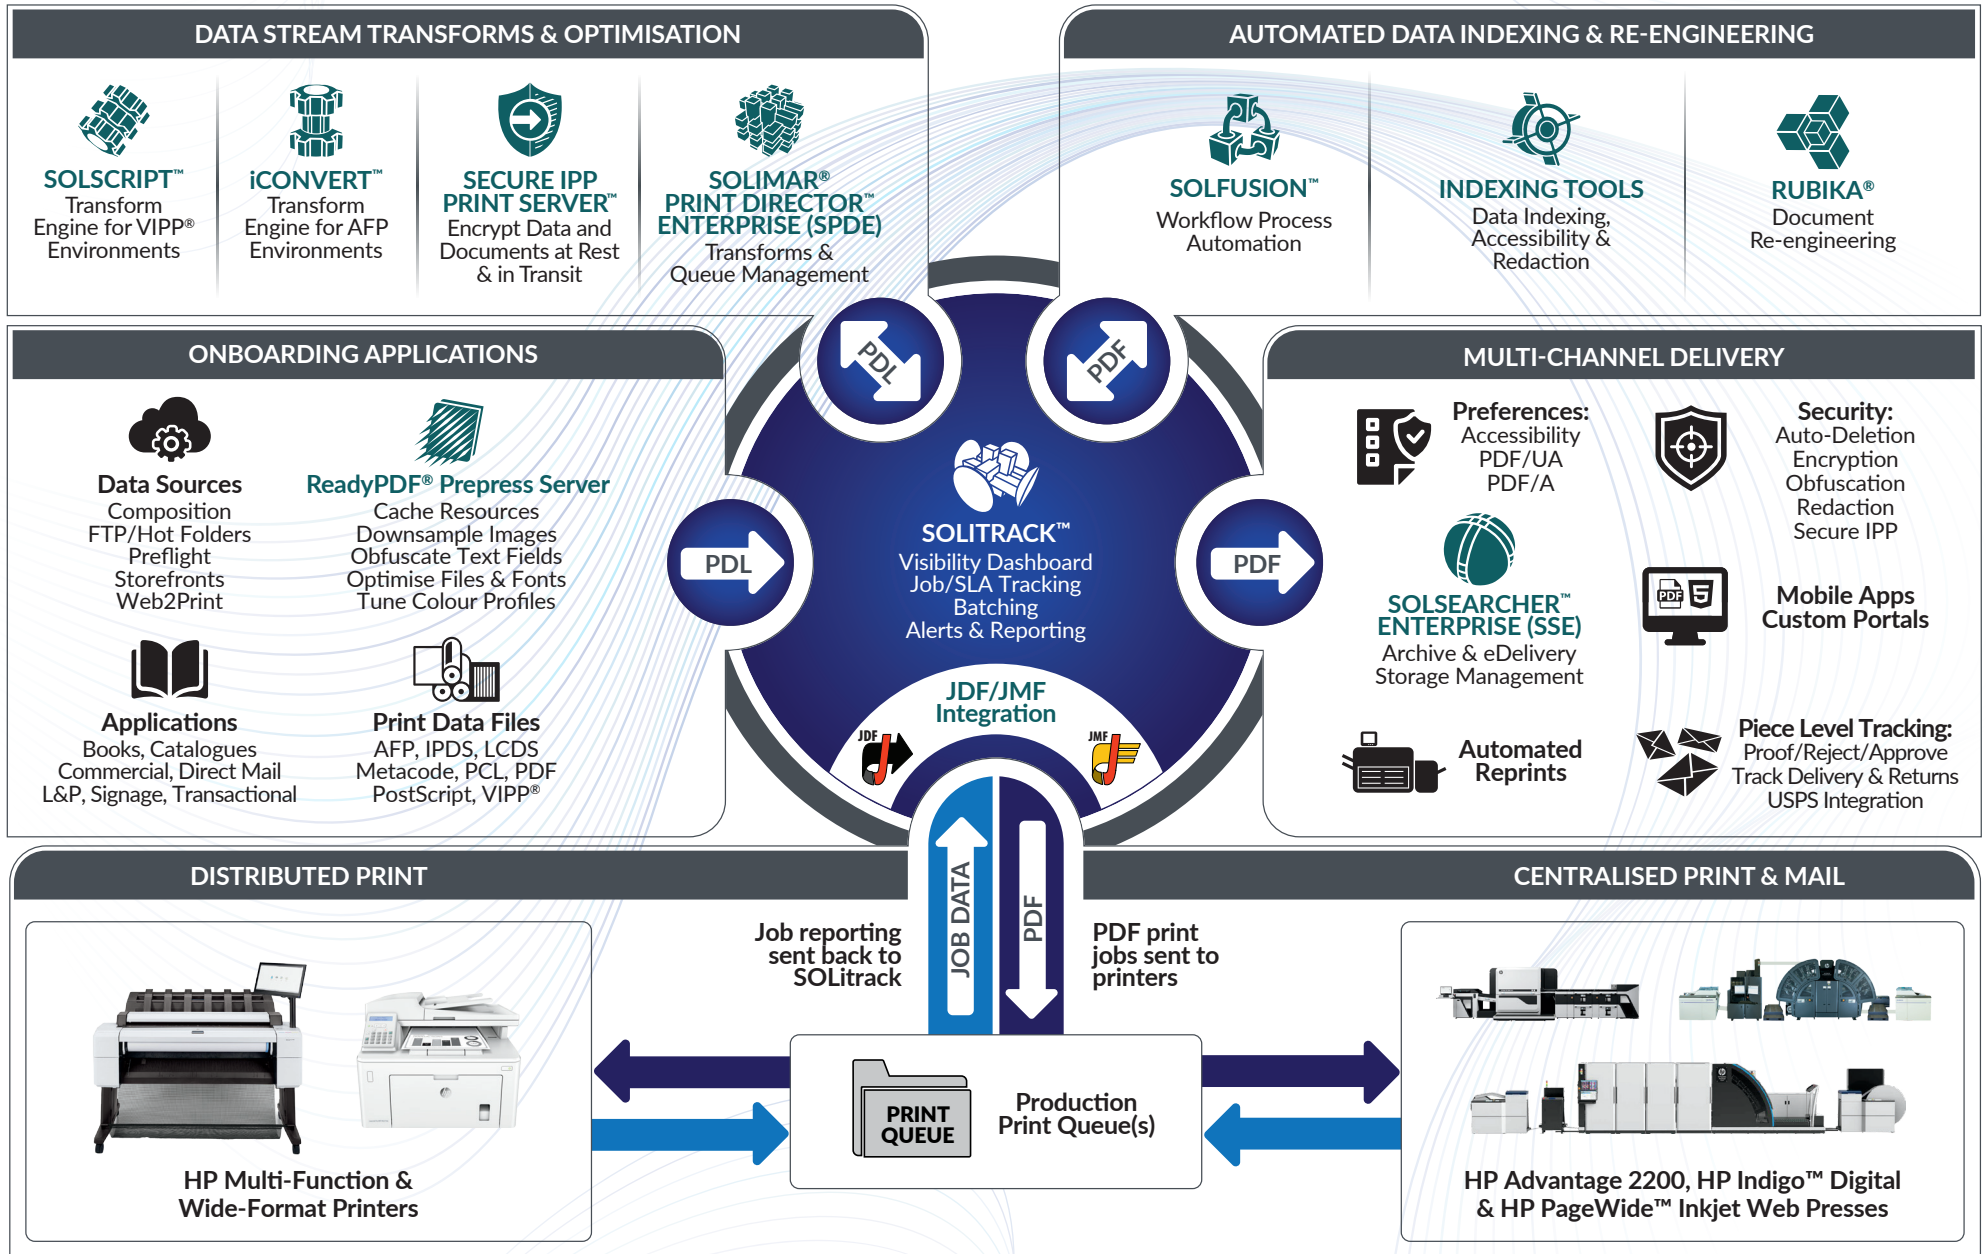 DATA STREAM TRANSFORMS & OPTIMISATION
SOLSCRIPT™
Transform
Engine for VIPP®
Environments
iCONVERT™
Transform
Engine for AFP
Environments
SECURE IPP
PRINT SERVER™
Encrypt Data and
Documents at Rest
& in Transit
SOLIMAR®
PRINT DIRECTOR™
ENTERPRISE (SPDE)
Transforms &
Queue Management
AUTOMATED DATA INDEXING & RE-ENGINEERING
SOLFUSION™
Workflow Process
Automation
INDEXING TOOLS
Data Indexing,
Accessibility &
Redaction
RUBIKA®
Document
Re-engineering
ONBOARDING APPLICATIONS
Data Sources
Composition
FTP/Hot Folders
Preflight
Storefronts
Web2Print
ReadyPDF® Prepress Server
Cache Resources
Downsample Images
Obfuscate Text Fields
Optimise Files & Fonts
Tune Colour Profiles
Applications
Books, Catalogues
Commercial, Direct Mail
L&P, Signage, Transactional
Print Data Files
AFP, IPDS, LCDS
Metacode, PCL, PDF
PostScript, VIPP®
PDL
PDF
PDL
SOLITRACK™
Visibility Dashboard
Job/SLA Tracking
Batching
Alerts & Reporting
PDF
JDF/JMF
Integration
JDF
JMF
MULTI-CHANNEL DELIVERY
Preferences:
Accessibility
PDF/UA
PDF/A
Security:
Auto-Deletion
Encryption
Obfuscation
Redaction
Secure IPP
SOLSEARCHER™
ENTERPRISE (SSE)
Archive & eDelivery
Storage Management
PDF
5
Mobile Apps
Custom Portals
Automated
Reprints
Piece Level Tracking:
Proof/Reject/Approve
Track Delivery & Returns
USPS Integration
DISTRIBUTED PRINT
HP Multi-Function &
Wide-Format Printers
Job reporting
sent back to
SOLitrack
JOB DATA
PDF
PDF print
jobs sent to
printers
PRINT
QUEUE
Production
Print Queue(s)
CENTRALISED PRINT & MAIL
HP Advantage 2200, HP Indigo™ Digital
& HP PageWide™ Inkjet Web Presses